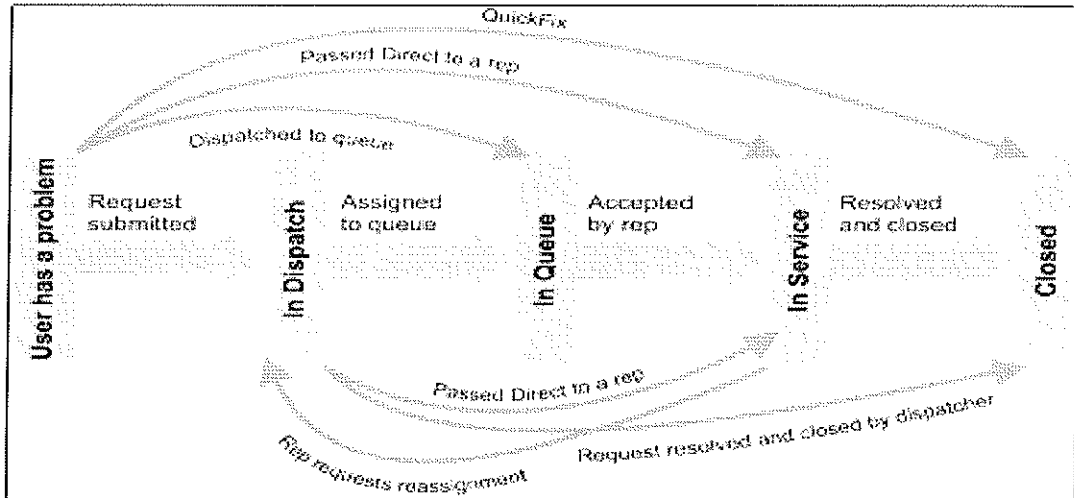 QuickFix
Passed Direct to a rep
Dispatched to queue
User has a problem
Request
submitted
In Dispatch
Assigned
to queue
In Queue
Accepted
by rep
In Service
Resolved
and closed
Closed
Passed Direct to a rep
Request resolved and closed by dispatcher
Rep requests reassignment